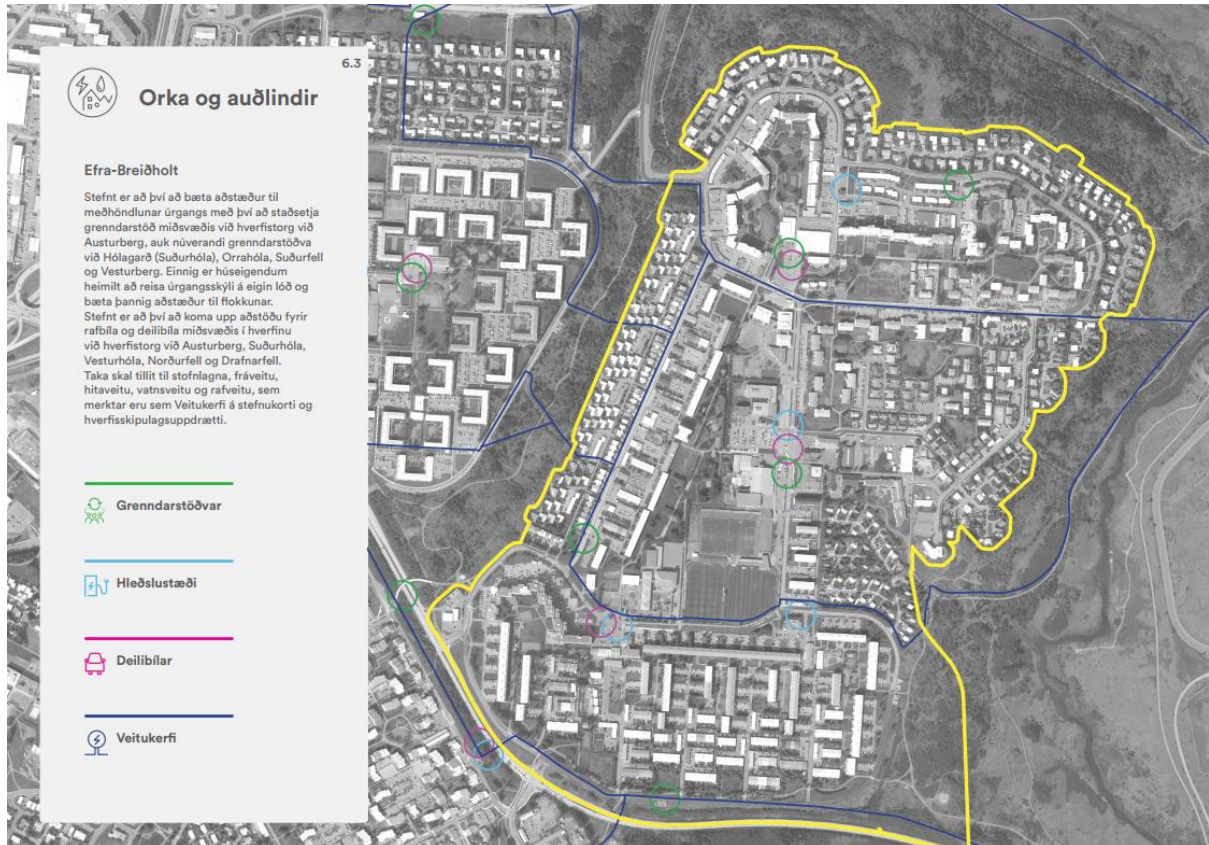 6.3
Orka og auðlindir
Efra-Breiðholt
Stefnt er að því að bæta aðstæður til
meðhöndlunar úrgangs með því að staðsetja
grenndarstöð miðsvæðis við hverfistorg við
Austurberg, auk núverandi grenndarstöðva
við Hólagarð (Suðurhóla), Orrahóla, Suðurfell
og Vesturberg. Einnig er húseigendum
heimilt að reisa úrgangsskýli á eigin lóð og
bæta þannig aðstæður til flokkunar.
Stefnt er að því að koma upp aðstöðu fyrir
rafbíla og deilibíla miðsvæðis í hverfinu
við hverfistorg við Austurberg, Suðurhóla,
Vesturhóla, Norðurfell og Drafnarfell.
Taka skal tillit til stofnlagna, fráveitu,
hitaveitu, vatnsveitu og rafveitu, sem
merktar eru sem Veitukerfi á stefnukorti og
hverfisskipulagsuppdrætti.
Grenndarstöðvar
Hleðslustæði
Deilibílar
Veitukerfi